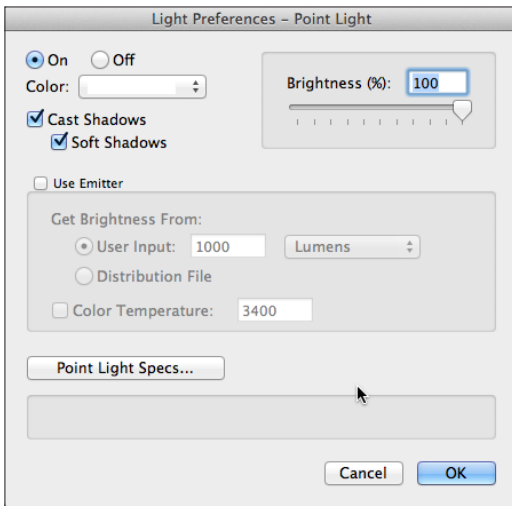 Light Preferences – Point Light
On Off
Color:
Brightness (%): 100
Cast Shadows
Soft Shadows
Use Emitter
Get Brightness From:
User Input: 1000 Lumens
Distribution File
Color Temperature: 3400
Point Light Specs...
Cancel OK